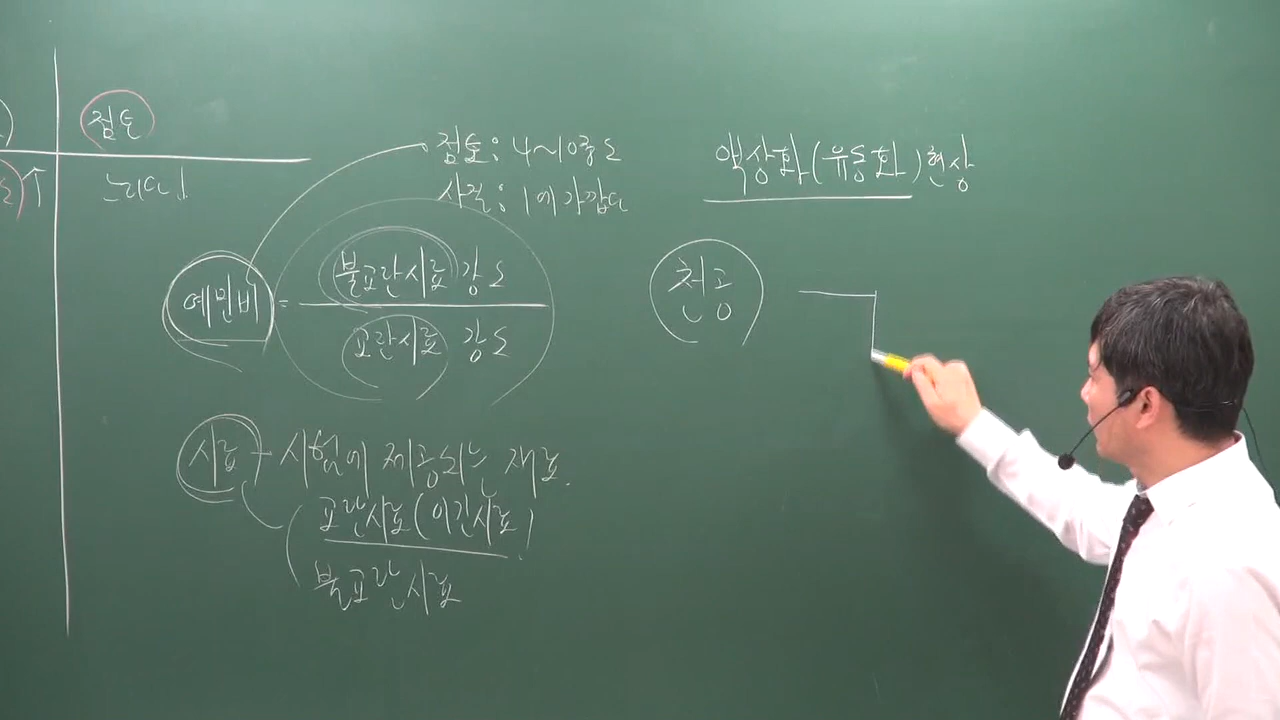 점토
느리다!
점토: 4~10정도
사질: 1에 가깝다
예민비 = 불교란시료 강도
교란시료 강도
시료 - 시험에 제공되는 재료.
교란시료(이긴시료)
불교란시료
액상화(유동화)현상
천공